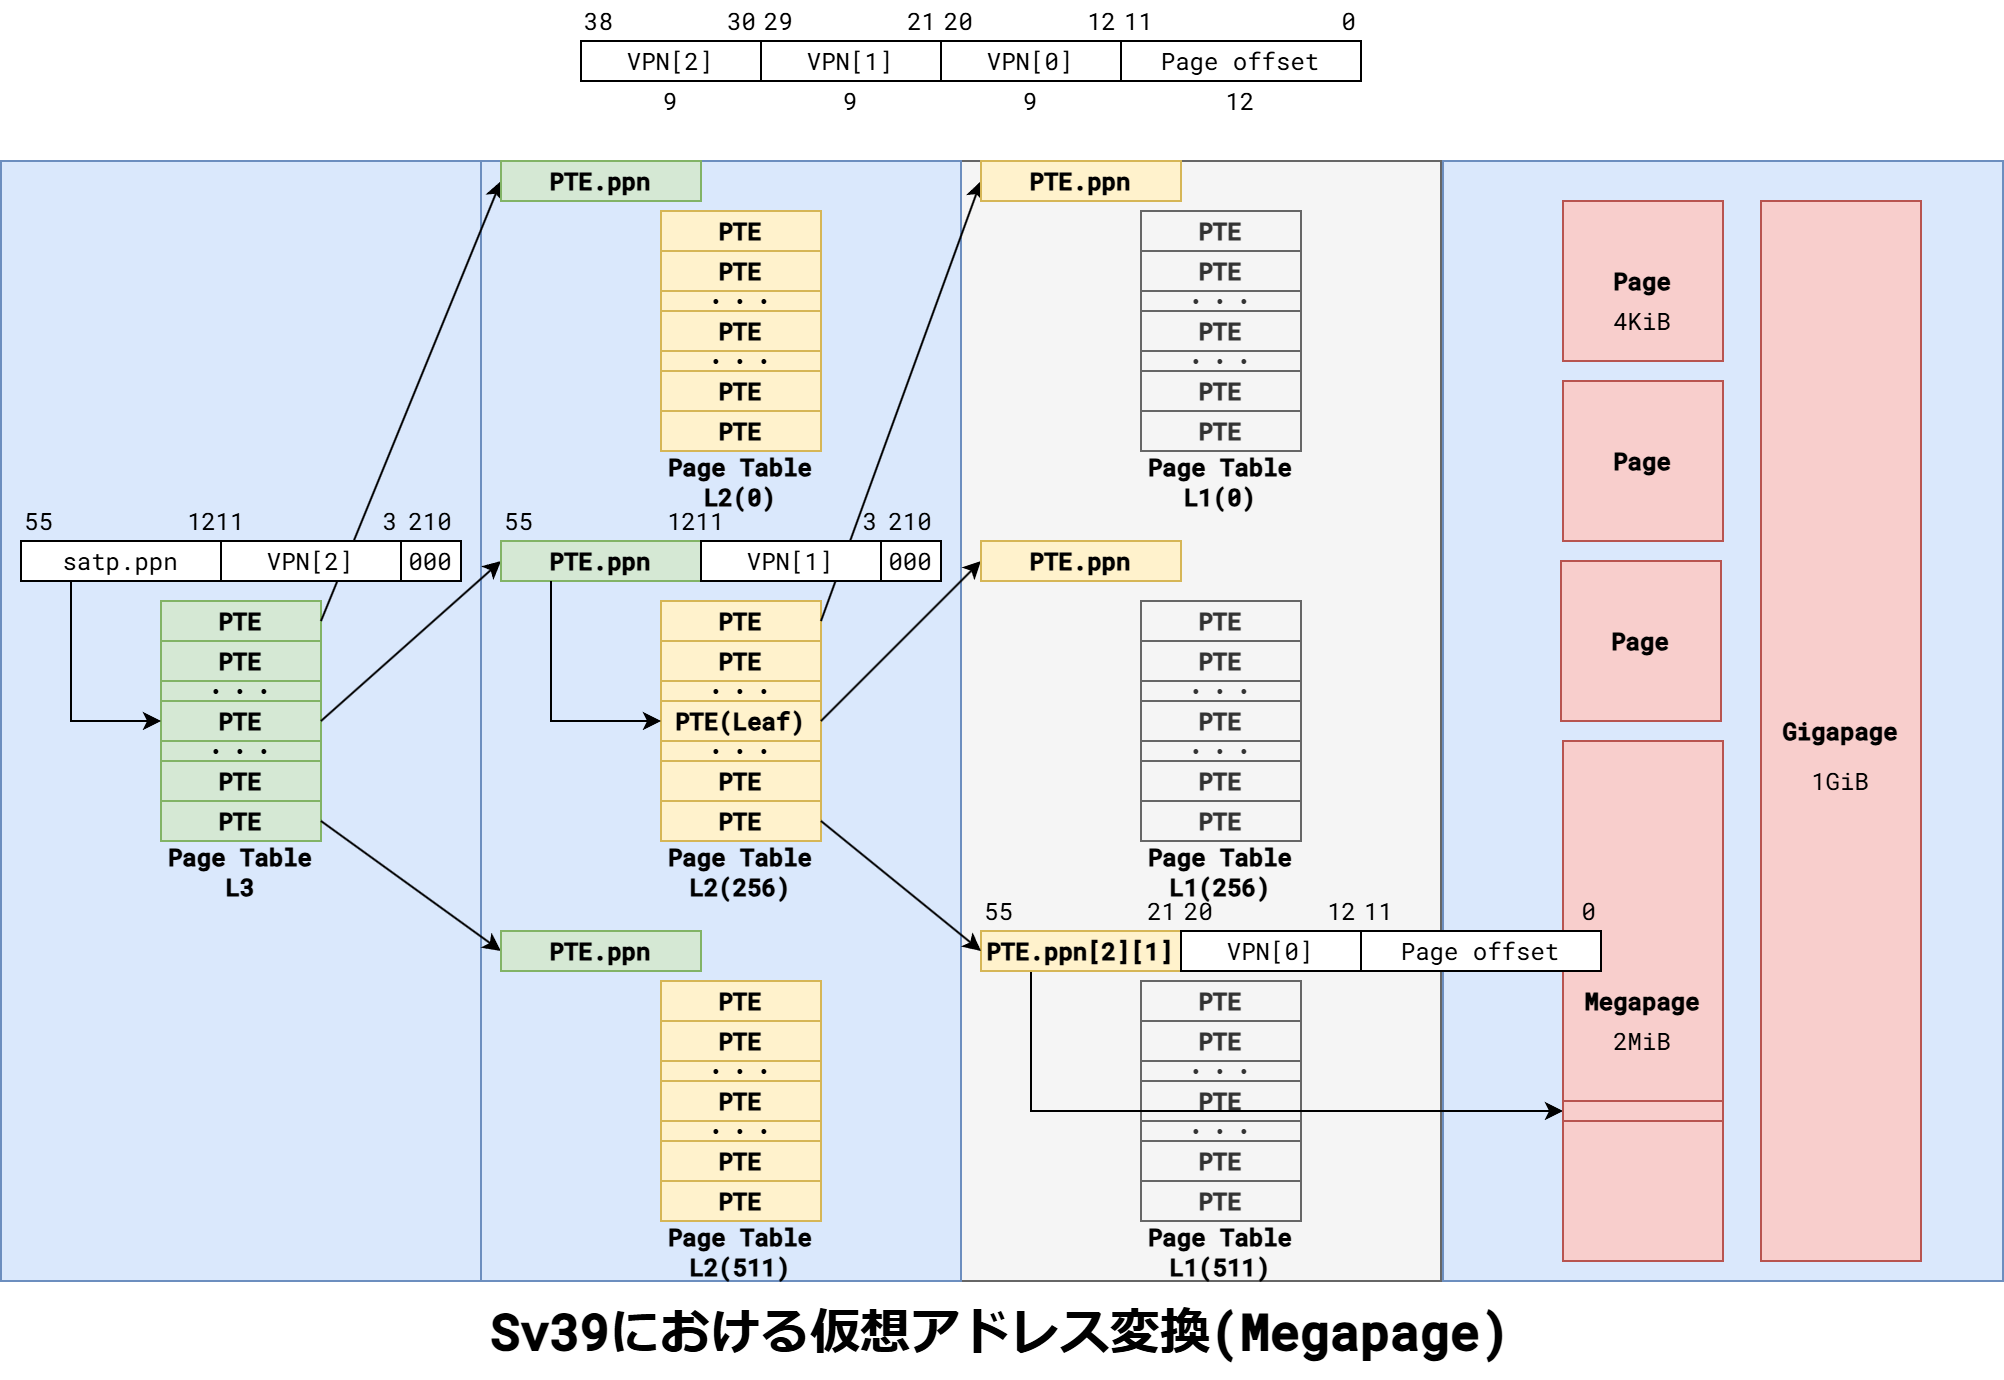 38 30 29 21 20 12 11 0
VPN[2] VPN[1] VPN[0] Page offset
9 9 9 12
55 1211 3 210
satp.ppn VPN[2] 000
PTE
PTE
. . .
PTE
. . .
PTE
PTE
Page Table
L3
PTE.ppn
PTE
PTE
. . .
PTE
. . .
PTE
PTE
Page Table
L2(0)
55 1211 3 210
PTE.ppn VPN[1] 000
PTE
PTE
. . .
PTE(Leaf)
. . .
PTE
PTE
Page Table
L2(256)
PTE.ppn
PTE
PTE
. . .
PTE
. . .
PTE
PTE
Page Table
L2(511)
PTE.ppn
PTE
PTE
. . .
PTE
. . .
PTE
PTE
Page Table
L1(0)
PTE.ppn
PTE
PTE
. . .
PTE
. . .
PTE
PTE
Page Table
L1(256)
55 21 20 12 11 0
PTE.ppn[2][1] VPN[0] Page offset
PTE
PTE
. . .
PTE
. . .
PTE
PTE
Page Table
L1(511)
Page
4KiB
Page
Page
Megapage
2MiB
Gigapage
1GiB
Sv39における仮想アドレス変換(Megapage)